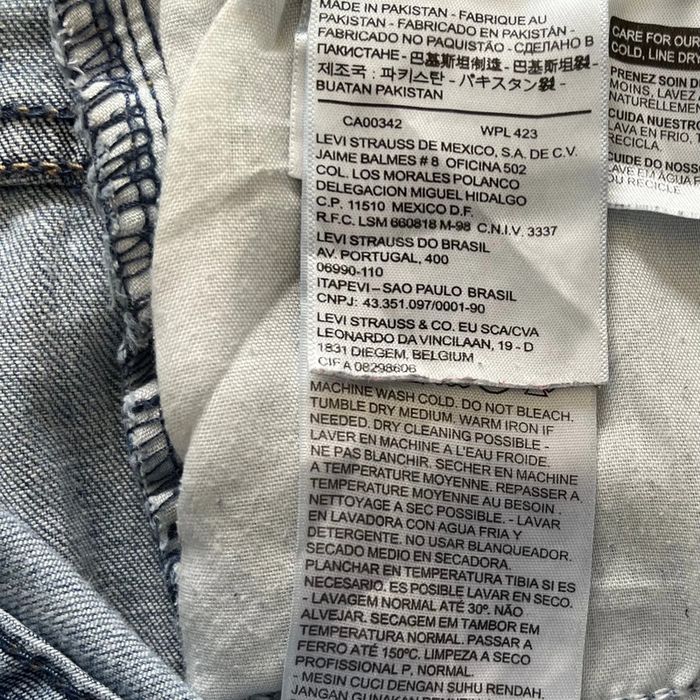 MADE IN PAKISTAN - FABRIQUE AU
PAKISTAN - FABRICADO EN PAKISTÁN -
FABRICADO NO PAQUISTÃO - СДЕЛАНО В
ПАКИСТАНЕ - 巴基斯坦制造 - 巴基斯坦製 -
제조국 : 파키스탄 - パキスタン製 -
BUATAN PAKISTAN
CA00342 WPL 423
LEVI STRAUSS DE MEXICO, S.A. DE C.V.
JAIME BALMES # 8 OFICINA 502
COL. LOS MORALES POLANCO
DELEGACION MIGUEL HIDALGO
C.P. 11510 MEXICO D.F.
R.F.C. LSM 660818 M-98 C.N.I.V. 3337
LEVI STRAUSS DO BRASIL
AV. PORTUGAL, 400
06990-110
ITAPEVI – SAO PAULO BRASIL
CNPJ: 43.351.097/0001-90
LEVI STRAUSS & CO. EU SCA/CVA
LEONARDO DA VINCILAAN, 19 - D
1831 DIEGEM, BELGIUM
CIF A 08298606
MACHINE WASH COLD. DO NOT BLEACH.
TUMBLE DRY MEDIUM. WARM IRON IF
NEEDED. DRY CLEANING POSSIBLE -
LAVER EN MACHINE A L'EAU FROIDE.
NE PAS BLANCHIR. SECHER EN MACHINE
A TEMPERATURE MOYENNE. REPASSER A
TEMPERATURE MOYENNE AU BESOIN .
NETTOYAGE A SEC POSSIBLE. - LAVAR
EN LAVADORA CON AGUA FRIA Y
DETERGENTE. NO USAR BLANQUEADOR.
SECADO MEDIO EN SECADORA.
PLANCHAR EN TEMPERATURA TIBIA SI ES
NECESARIO. ES POSIBLE LAVAR EN SECO.
- LAVAGEM NORMAL ATÉ 30º. NÃO
ALVEJAR. SECAGEM EM TAMBOR EM
TEMPERATURA NORMAL. PASSAR A
FERRO ATÉ 150ºC. LIMPEZA A SECO
PROFISSIONAL P, NORMAL.
- MESIN CUCI DENGAN SUHU RENDAH,
JANGAN GUNAKAN
CARE FOR OUR
COLD, LINE DRY
PRENEZ SOIN D
MOINS, LAVEZ
NATURELLEMEN
CUIDA NUESTRO
LAVA EN FRÍO, T
RECICLA.
CUIDE DO NOSS
LAVE EM ÁGUA F
OU RECICLE